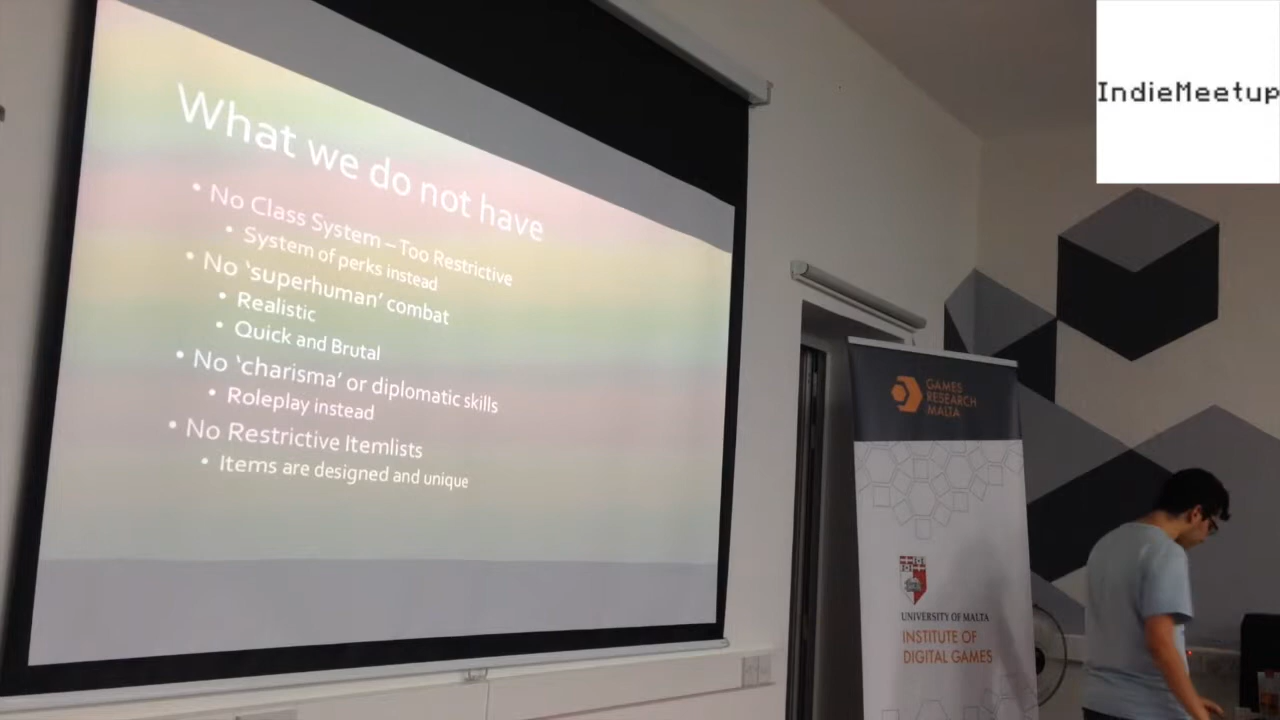 What we do not have
• No Class System – Too Restrictive
• System of perks instead
• No ‘superhuman’ combat
• Realistic
• Quick and Brutal
• No ‘charisma’ or diplomatic skills
• Roleplay instead
• No Restrictive Itemlists
• Items are designed and unique
IndieMeetup
GAMES
RESEARCH
MALTA
UNIVERSITY OF MALTA
INSTITUTE OF
DIGITAL GAMES